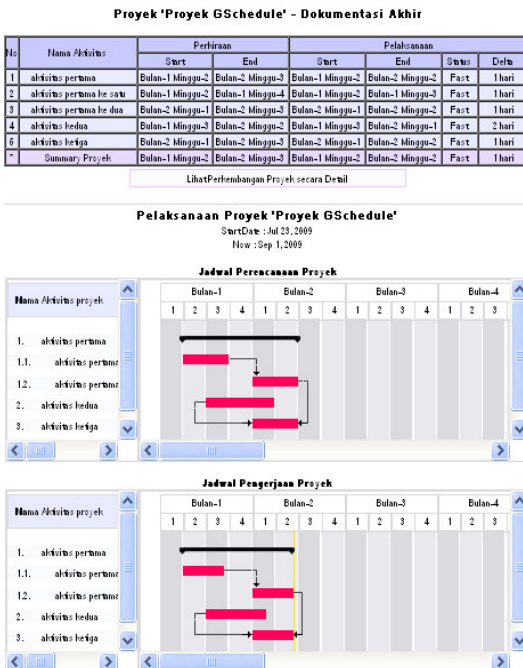 Proyek 'Proyek GSchedule' - Dokumentasi Akhir
No Nama Aktivitas Perkiraan Pelaksanaan
Start End Start End Status Delta
1 aktivitas pertama Bulan-1 Minggu-2 Bulan-2 Minggu-3 Bulan-1 Minggu-2 Bulan-2 Minggu-2 Fast 1 hari
2 aktivitas pertama ke satu Bulan-1 Minggu-2 Bulan-1 Minggu-4 Bulan-1 Minggu-2 Bulan-1 Minggu-3 Fast 1 hari
3 aktivitas pertama ke dua Bulan-2 Minggu-1 Bulan-2 Minggu-3 Bulan-2 Minggu-1 Bulan-2 Minggu-2 Fast 1 hari
4 aktivitas kedua Bulan-1 Minggu-3 Bulan-2 Minggu-2 Bulan-1 Minggu-3 Bulan-2 Minggu-1 Fast 2 hari
5 aktivitas ketiga Bulan-2 Minggu-1 Bulan-2 Minggu-3 Bulan-2 Minggu-1 Bulan-2 Minggu-2 Fast 1 hari
* Summary Proyek Bulan-1 Minggu-2 Bulan-2 Minggu-3 Bulan-1 Minggu-2 Bulan-2 Minggu-2 Fast 1 hari
Lihat Perkembangan Proyek secara Detail
Pelaksanaan Proyek 'Proyek GSchedule'
Start Date : Jul 23, 2009
Now : Sep 1, 2009
Jadwal Perencanaan Proyek
Nama Aktivitas proyek Bulan-1 Bulan-2 Bulan-3 Bulan-4
1 2 3 4 1 2 3 4 1 2 3 4 1 2 3
1. aktivitas pertama
1.1. aktivitas pertama
1.2. aktivitas pertama
2. aktivitas kedua
3. aktivitas ketiga
Jadwal Pengerjaan Proyek
Nama Aktivitas proyek Bulan-1 Bulan-2 Bulan-3 Bulan-4
1 2 3 4 1 2 3 4 1 2 3 4 1 2 3
1. aktivitas pertama
1.1. aktivitas pertama
1.2. aktivitas pertama
2. aktivitas kedua
3. aktivitas ketiga